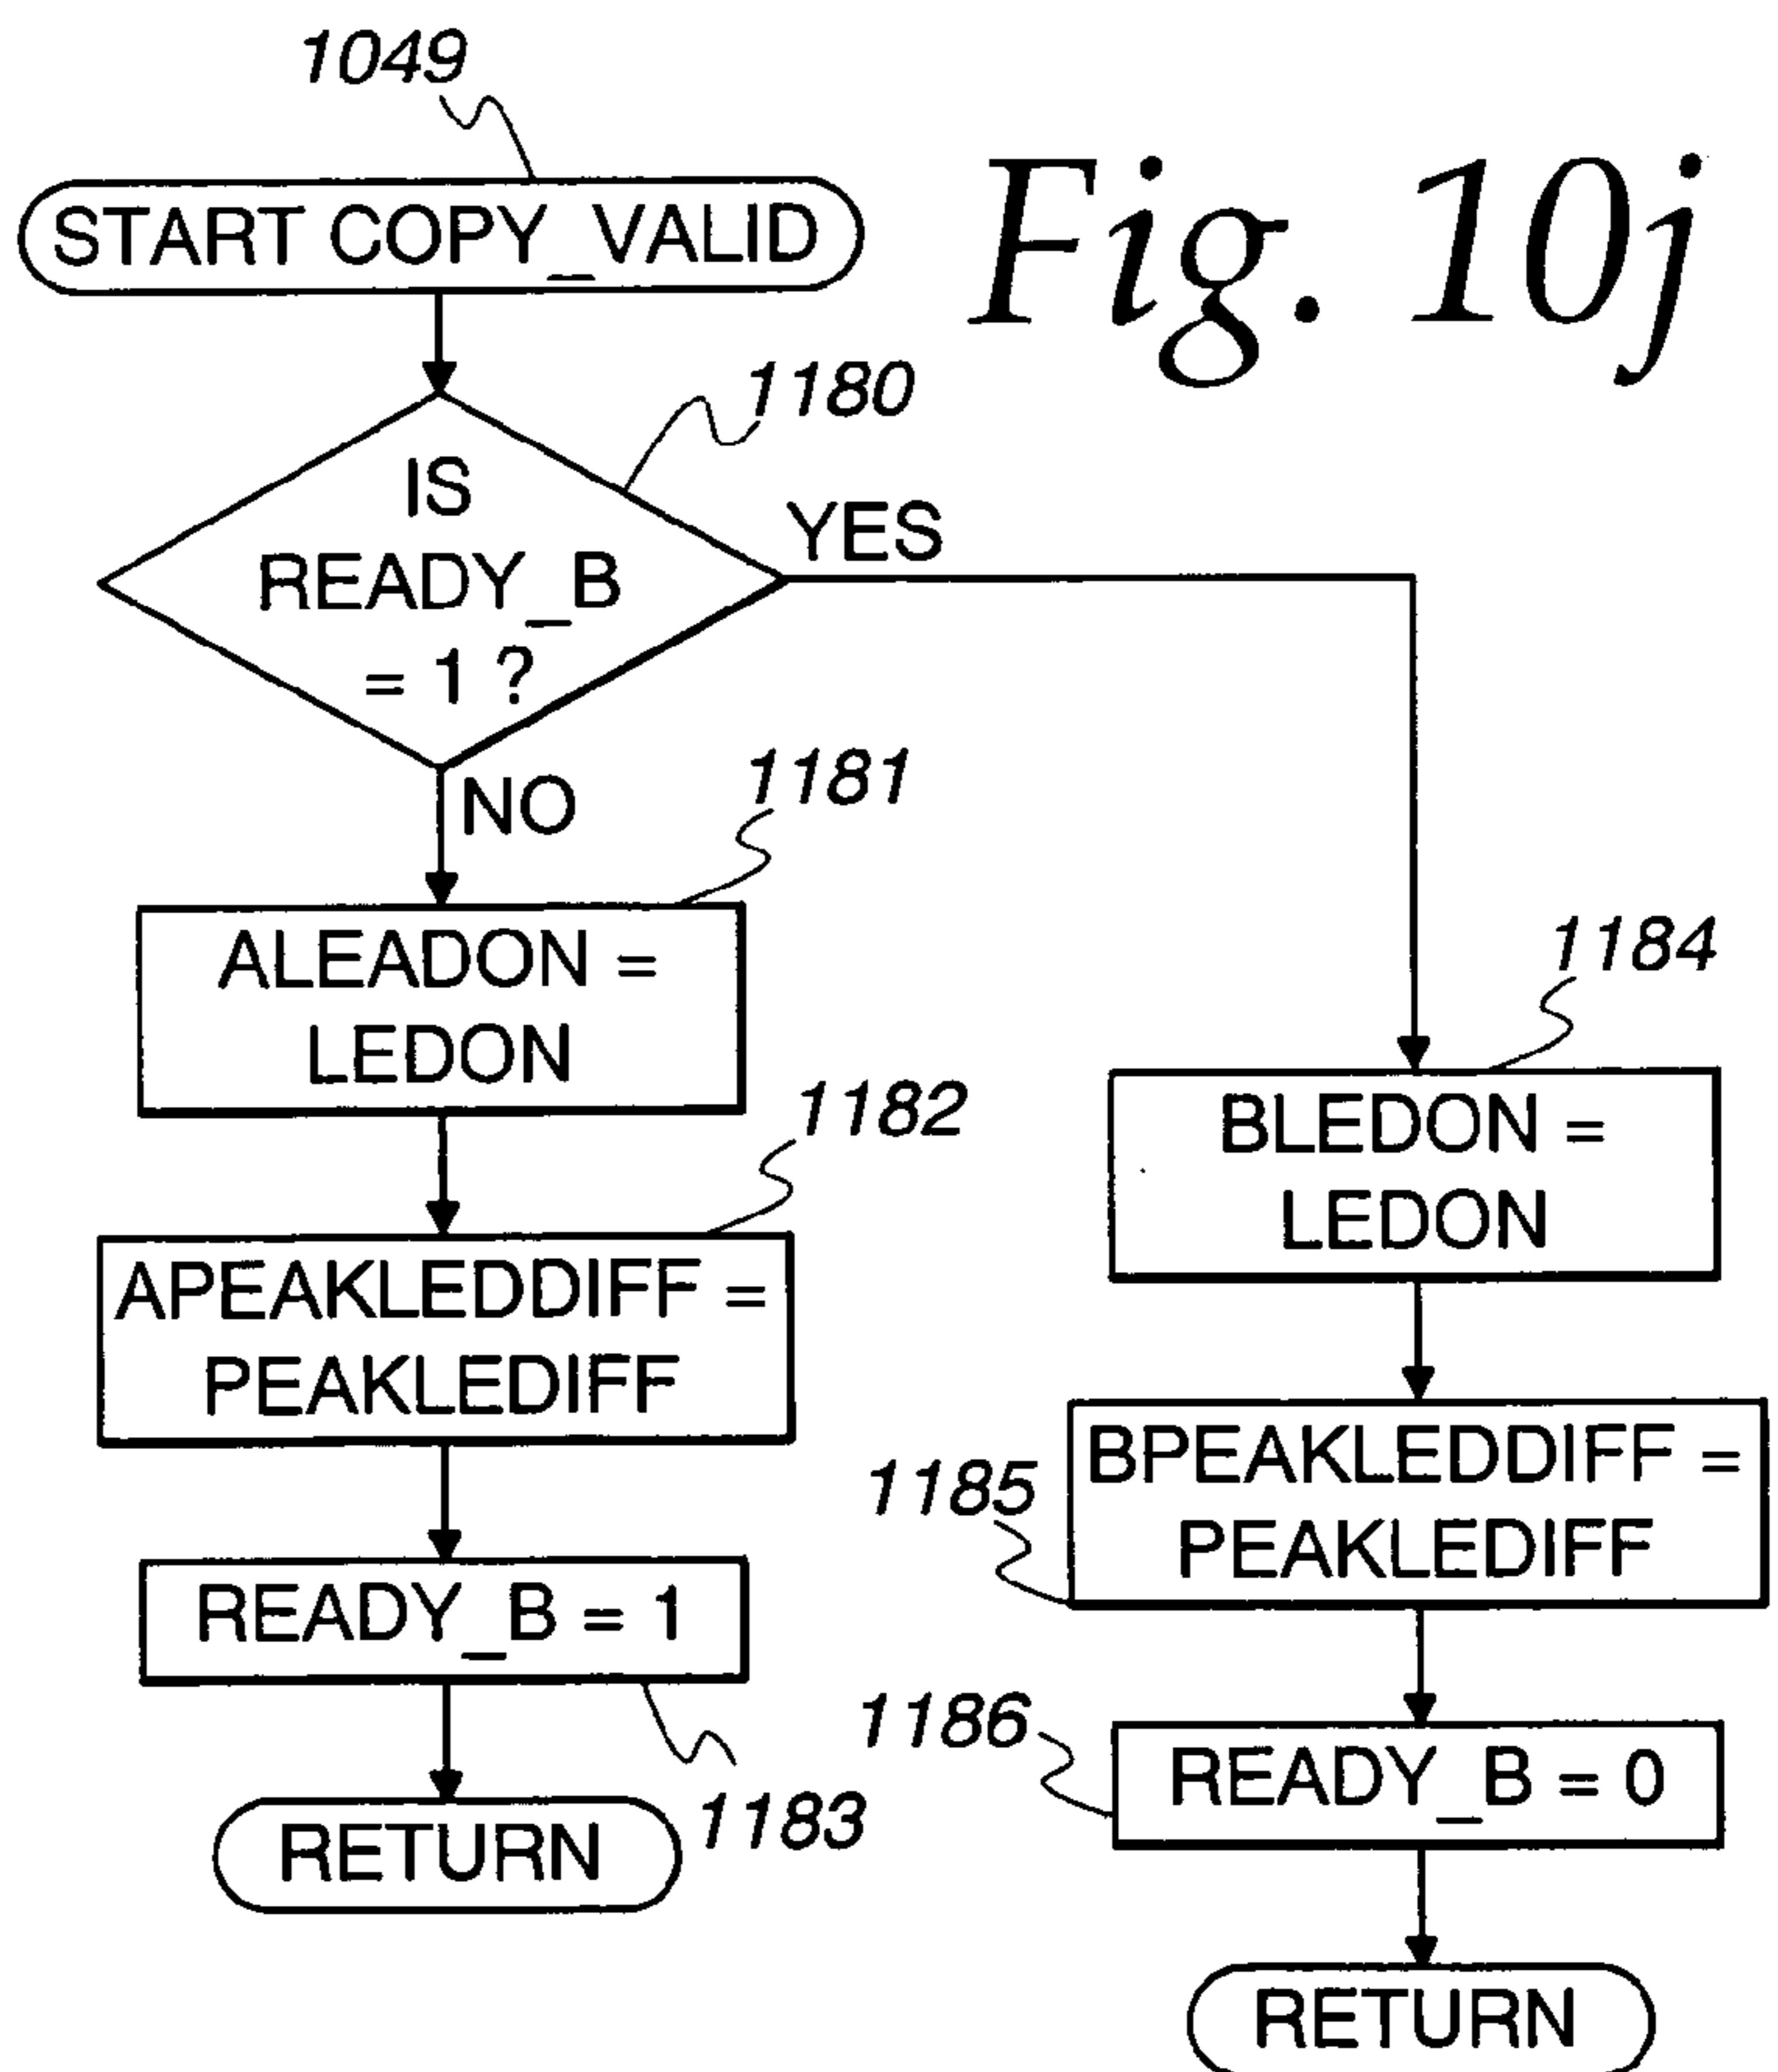 1049
START COPY_VALID
Fig. 10j
1180
IS
READY_B
= 1 ?
YES
NO
1181
ALEADON =
LEDON
1182
APEAKLEDDIFF =
PEAKLEDIFF
READY_B = 1
1183
RETURN
1184
BLEDON =
LEDON
1185
BPEAKLEDDIFF =
PEAKLEDIFF
1186
READY_B = 0
RETURN